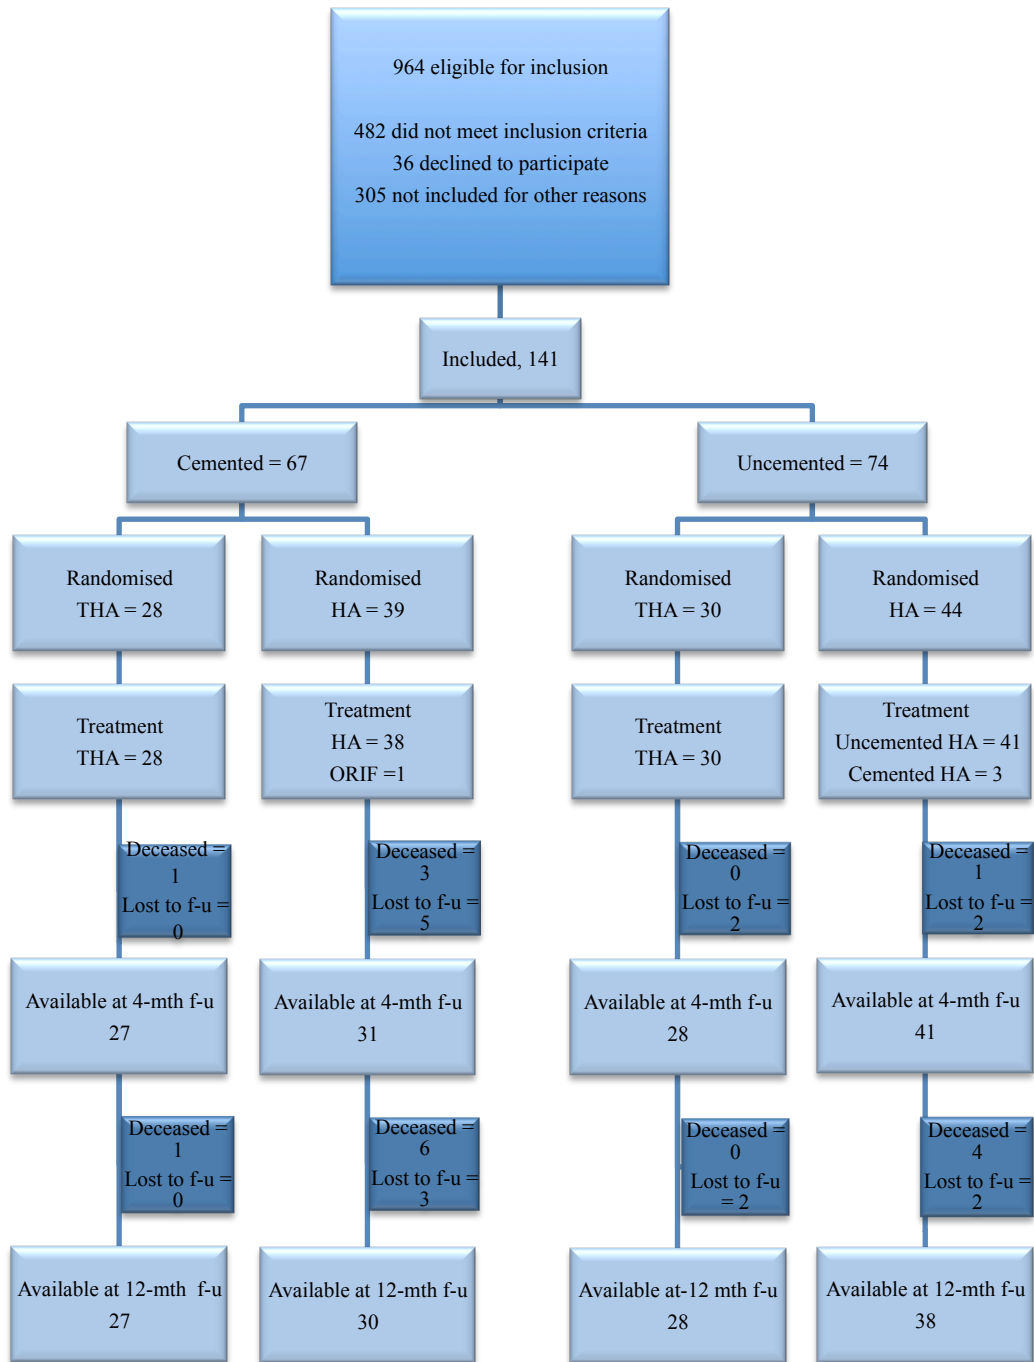 964 eligible for inclusion
482 did not meet inclusion criteria
36 declined to participate
305 not included for other reasons
Included, 141
Cemented = 67
Uncemented = 74
Randomised
THA = 28
Randomised
HA = 39
Randomised
THA = 30
Randomised
HA = 44
Treatment
THA = 28
Treatment
HA = 38
ORIF =1
Treatment
THA = 30
Treatment
Uncemented HA = 41
Cemented HA = 3
Deceased =
1
Lost to f-u =
0
Deceased =
3
Lost to f-u =
5
Deceased =
0
Lost to f-u =
2
Deceased =
1
Lost to f-u =
2
Available at 4-mth f-u
27
Available at 4-mth f-u
31
Available at 4-mth f-u
28
Available at 4-mth f-u
41
Deceased =
1
Lost to f-u =
0
Deceased =
6
Lost to f-u =
3
Deceased =
0
Lost to f-u
= 2
Deceased =
4
Lost to f-u =
2
Available at 12-mth f-u
27
Available at 12-mth f-u
30
Available at-12 mth f-u
28
Available at 12-mth f-u
38